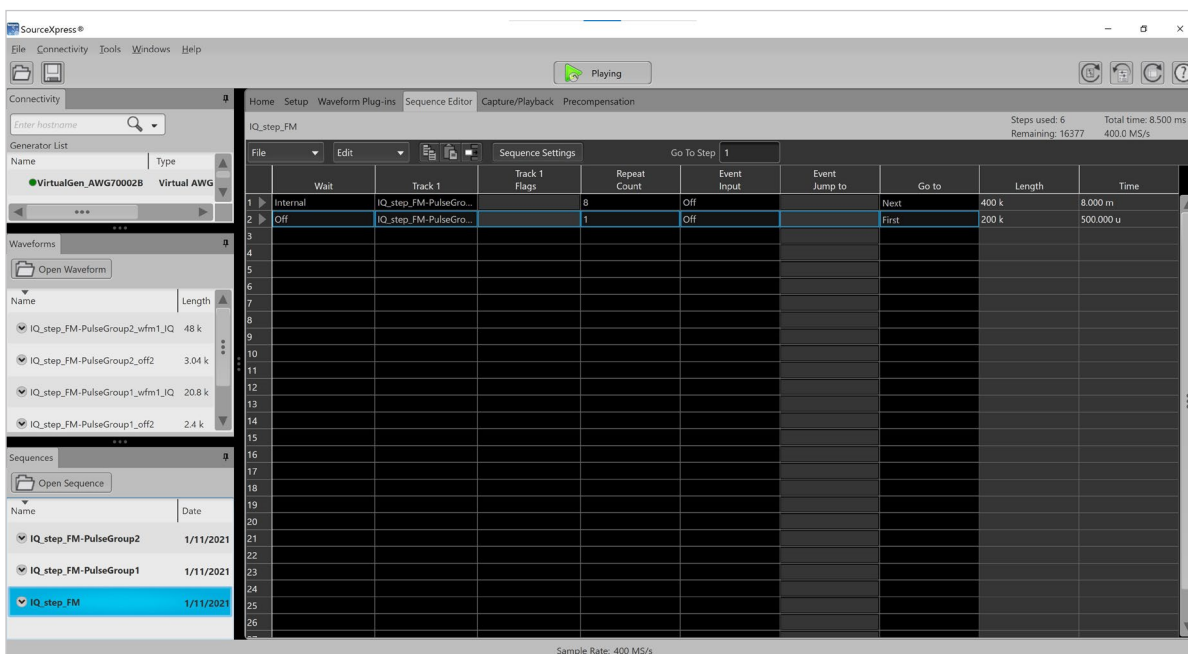 SourceXpress®
File Connectivity Tools Windows Help
Playing
Connectivity
Enter hostname
Generator List
Name Type
VirtualGen_AWG70002B Virtual AWG
Waveforms
Open Waveform
Name Length
IQ_step_FM-PulseGroup2_wfm1_IQ 48 k
IQ_step_FM-PulseGroup2_off2 3.04 k
IQ_step_FM-PulseGroup1_wfm1_IQ 20.8 k
IQ_step_FM-PulseGroup1_off2 2.4 k
Sequences
Open Sequence
Name Date
IQ_step_FM-PulseGroup2 1/11/2021
IQ_step_FM-PulseGroup1 1/11/2021
IQ_step_FM 1/11/2021
Home Setup Waveform Plug-ins Sequence Editor Capture/Playback Precompensation
IQ_step_FM Steps used: 6 Total time: 8.500 ms
Remaining: 16377 400.0 MS/s
File Edit Sequence Settings Go To Step 1
Wait Track 1 Track 1 Flags Repeat Count Event Input Event Jump to Go to Length Time
1 Internal IQ_step_FM-PulseGro... 8 Off Next 400 k 8.000 m
2 Off IQ_step_FM-PulseGro... 1 Off First 200 k 500.000 u
3
4
5
6
7
8
9
10
11
12
13
14
15
16
17
18
19
20
21
22
23
24
25
26
Sample Rate: 400 MS/s